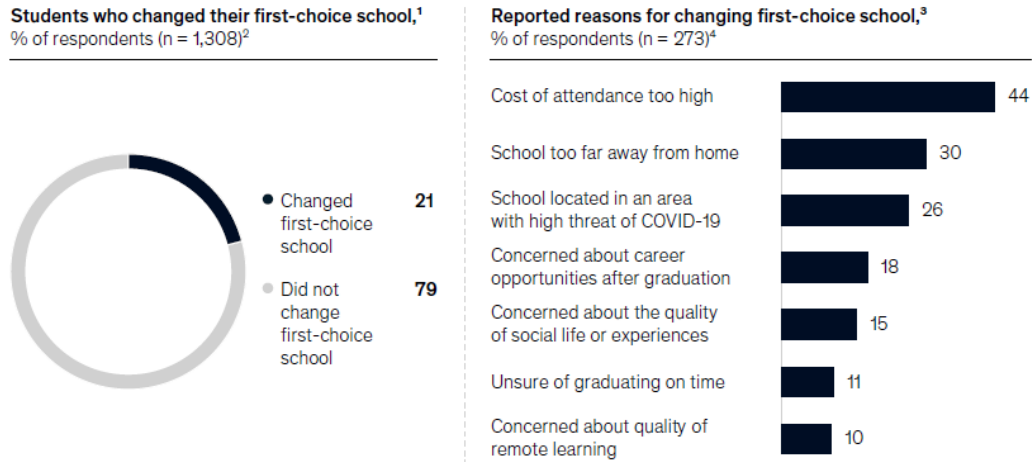 Students who changed their first-choice school,¹
% of respondents (n = 1,308)²
Changed 21
first-choice
school
Did not 79
change
first-choice
school
Reported reasons for changing first-choice school,³
% of respondents (n = 273)⁴
Cost of attendance too high 44
School too far away from home 30
School located in an area
with high threat of COVID-19 26
Concerned about career
opportunities after graduation 18
Concerned about the quality
of social life or experiences 15
Unsure of graduating on time 11
Concerned about quality of
remote learning 10